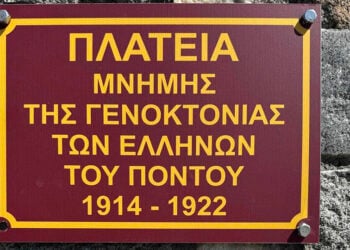 ΠΛΑΤΕΙΑ
ΜΝΗΜΗΣ
ΤΗΣ ΓΕΝΟΚΤΟΝΙΑΣ
ΤΩΝ ΕΛΛΗΝΩΝ
ΤΟΥ ΠΟΝΤΟΥ
1914 - 1922